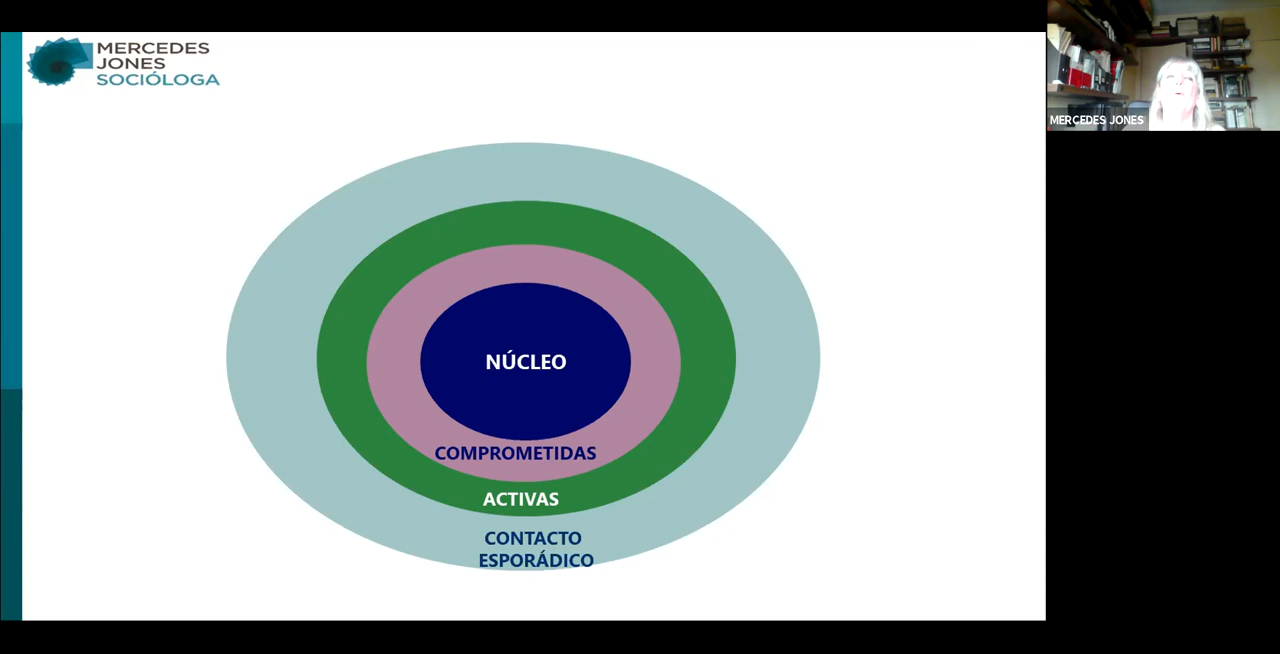 MERCEDES
JONES
SOCIÓLOGA
MERCEDES JONES
NÚCLEO
COMPROMETIDAS
ACTIVAS
CONTACTO
ESPORÁDICO